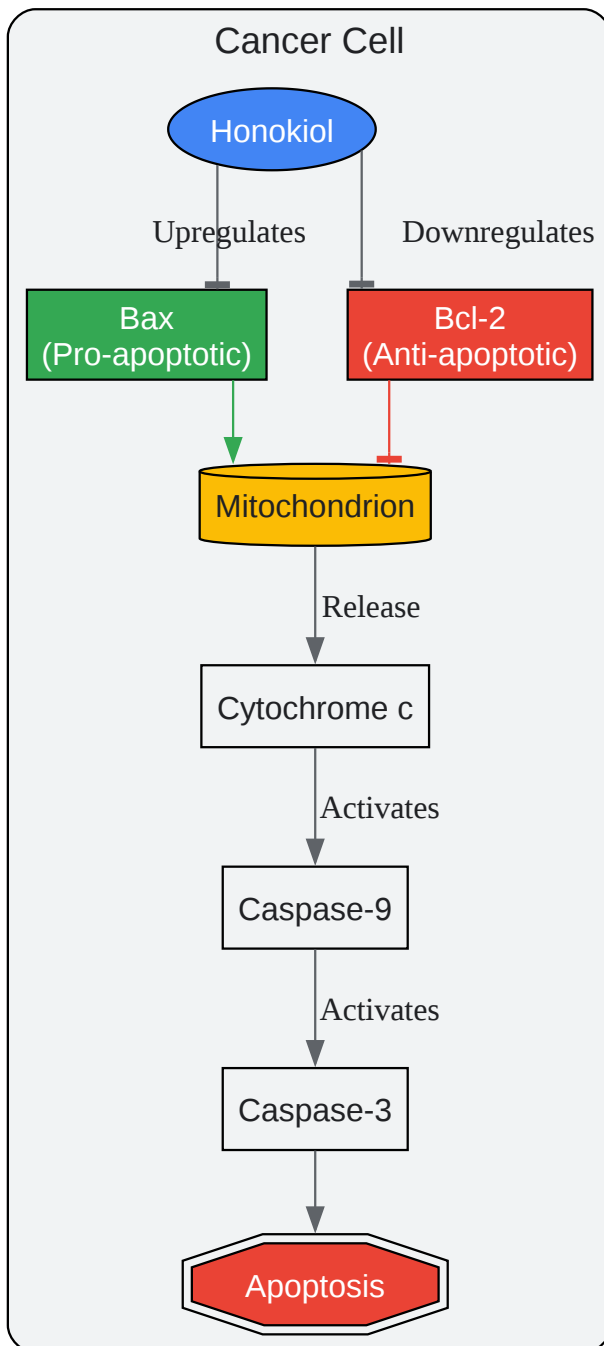 Cancer Cell
Honokiol
Upregulates
Downregulates
Bax
(Pro-apoptotic)
Bcl-2
(Anti-apoptotic)
Mitochondrion
Release
Cytochrome c
Activates
Caspase-9
Activates
Caspase-3
Apoptosis